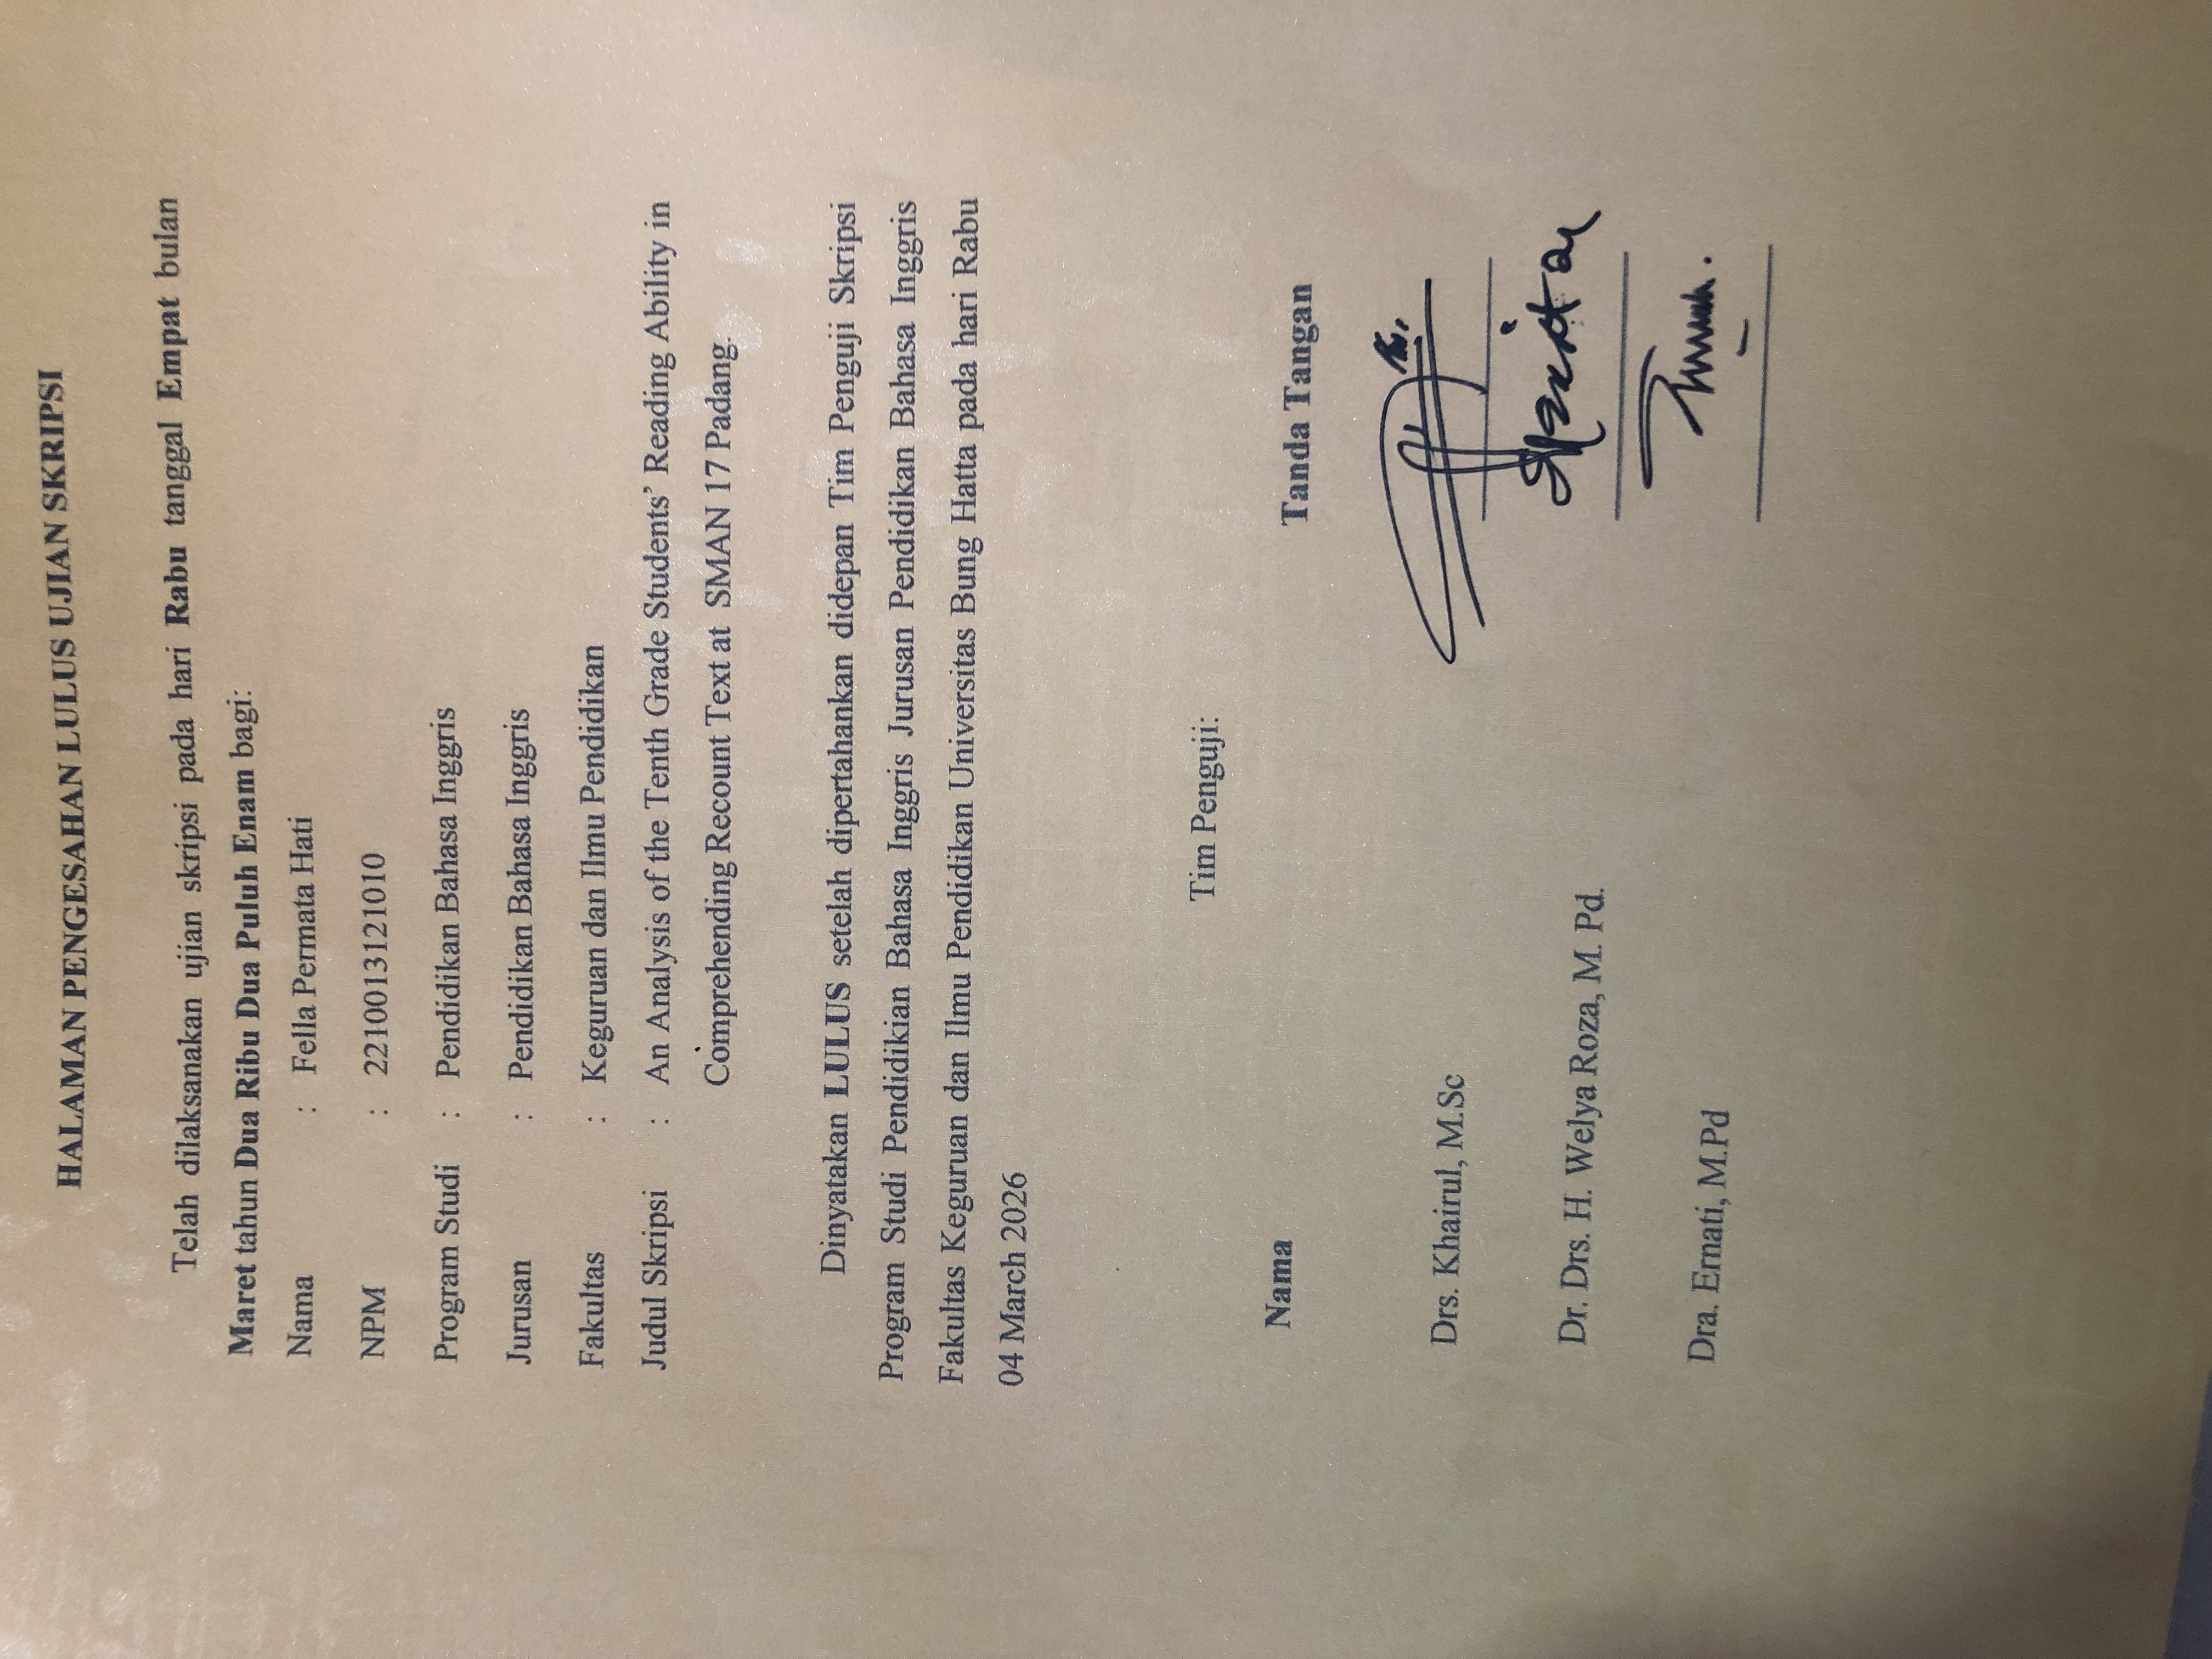 HALAMAN PENGESAHAN LULUS UJIAN SKRIPSI
Telah dilaksanakan ujian skripsi pada hari Rabu tanggal Empat bulan
Maret tahun Dua Ribu Dua Puluh Enam bagi:
Nama : Fella Permata Hati
NPM : 2210013121010
Program Studi : Pendidikan Bahasa Inggris
Jurusan : Pendidikan Bahasa Inggris
Fakultas : Keguruan dan Ilmu Pendidikan
Judul Skripsi : An Analysis of the Tenth Grade Students’ Reading Ability in
Comprehending Recount Text at SMAN 17 Padang.
Dinyatakan LULUS setelah dipertahankan didepan Tim Penguji Skripsi
Program Studi Pendidikian Bahasa Inggris Jurusan Pendidikan Bahasa Inggris
Fakultas Keguruan dan Ilmu Pendidikan Universitas Bung Hatta pada hari Rabu
04 March 2026
Tim Penguji:
Nama Tanda Tangan
Drs. Khairul, M.Sc
Dr. Drs. H. Welya Roza, M. Pd.
Dra. Ernati, M.Pd